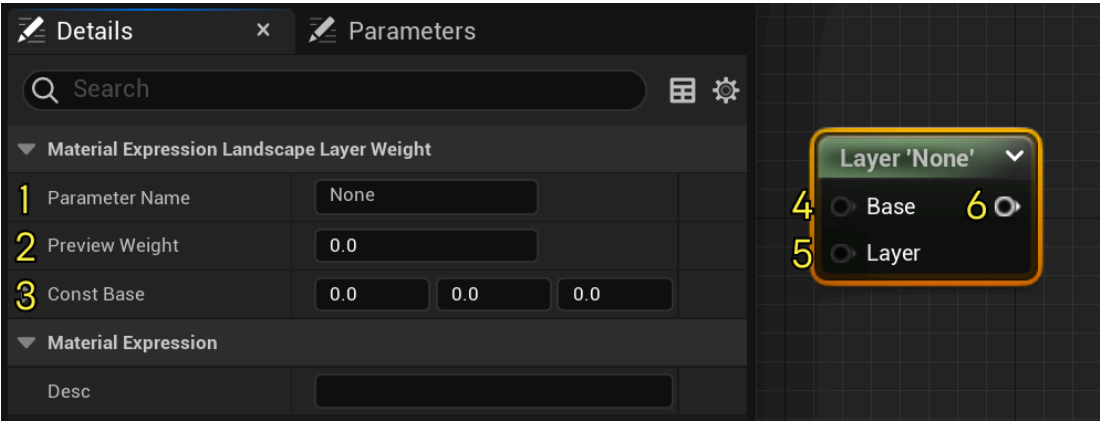 Details ×
Parameters
Search
Material Expression Landscape Layer Weight
1 Parameter Name None
2 Preview Weight 0.0
3 Const Base 0.0 0.0 0.0
Material Expression
Desc
Layer 'None'
4 Base 6
5 Layer